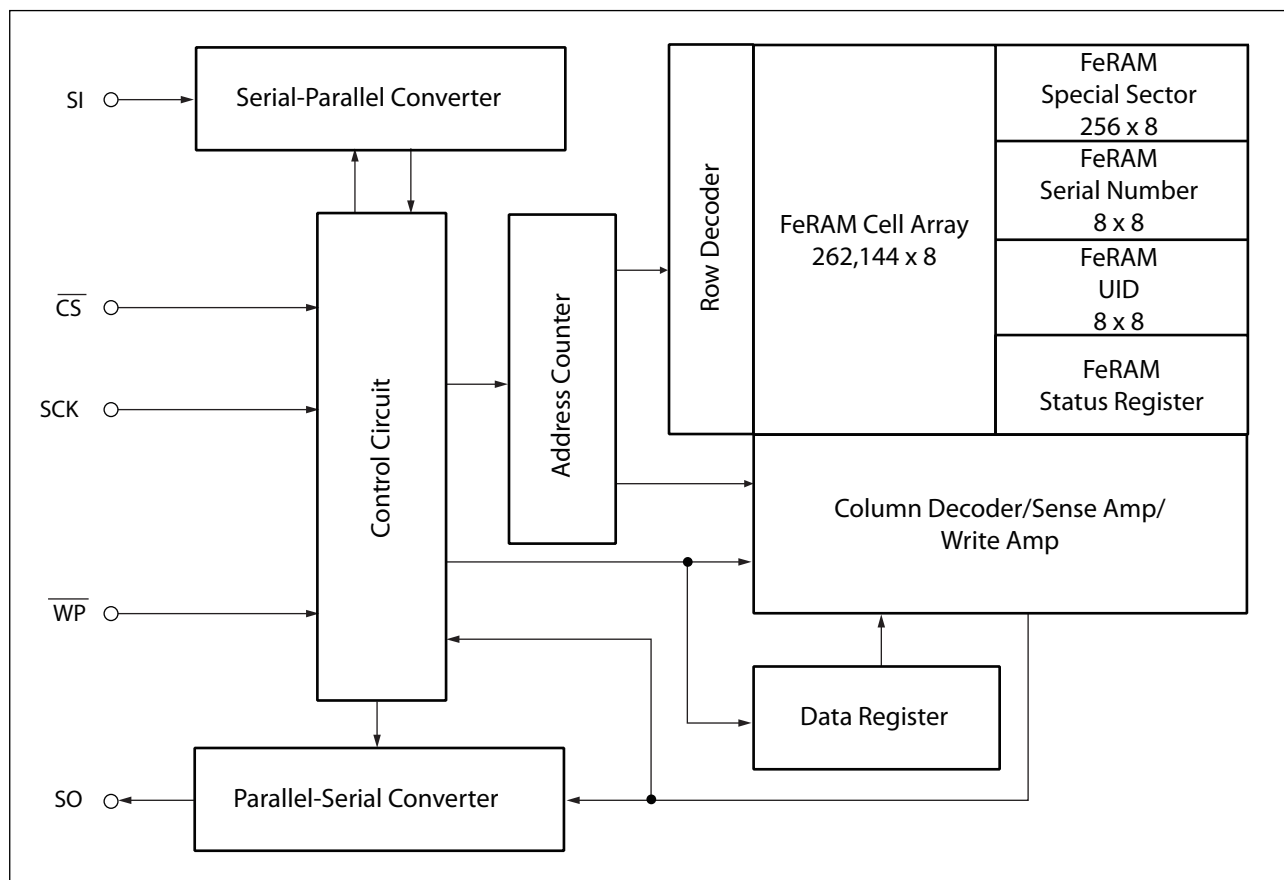 SI
Serial-Parallel Converter
CS
SCK
WP
SO
Control Circuit
Address Counter
Row Decoder
FeRAM Cell Array
262,144 x 8
FeRAM
Special Sector
256 x 8
FeRAM
Serial Number
8 x 8
FeRAM
UID
8 x 8
FeRAM
Status Register
Column Decoder/Sense Amp/
Write Amp
Data Register
Parallel-Serial Converter